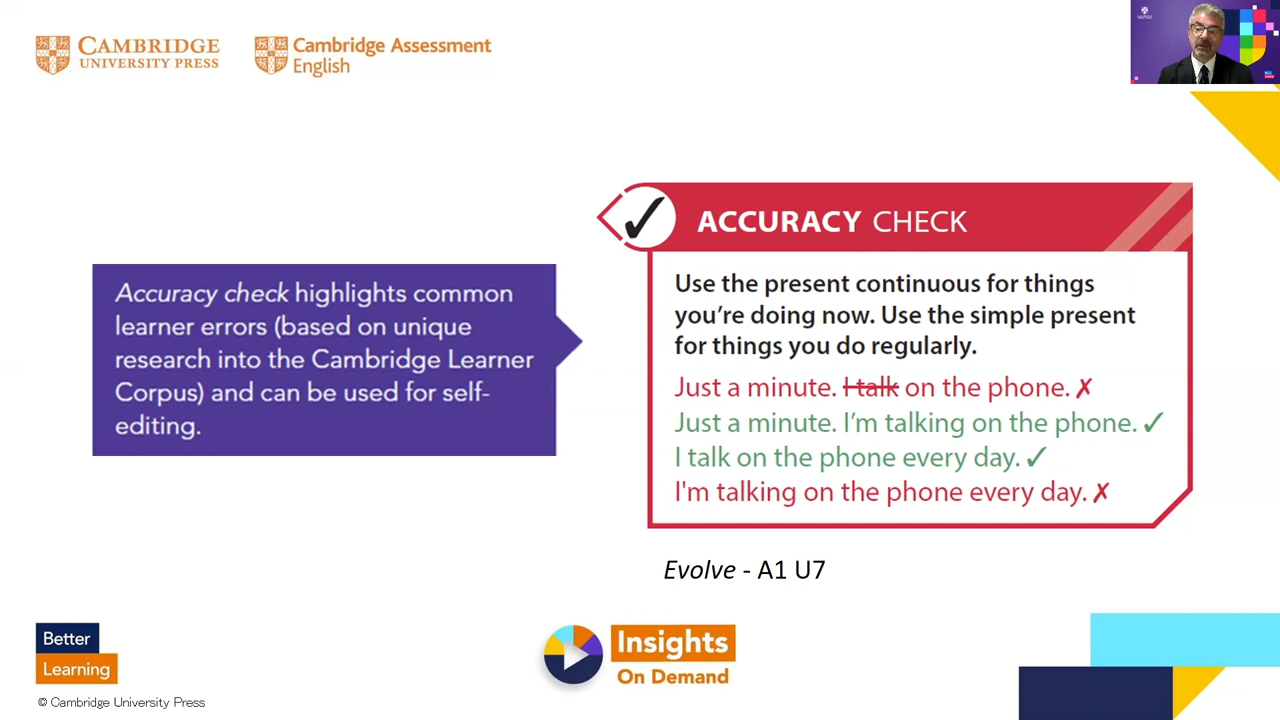 CAMBRIDGE
UNIVERSITY PRESS
Cambridge Assessment
English
Accuracy check highlights common
learner errors (based on unique
research into the Cambridge Learner
Corpus) and can be used for self-
editing.
✓ ACCURACY CHECK
Use the present continuous for things
you’re doing now. Use the simple present
for things you do regularly.
Just a minute. I talk on the phone. ✗
Just a minute. I’m talking on the phone. ✓
I talk on the phone every day. ✓
I'm talking on the phone every day. ✗
Evolve - A1 U7
Better
Learning
Insights
On Demand
© Cambridge University Press